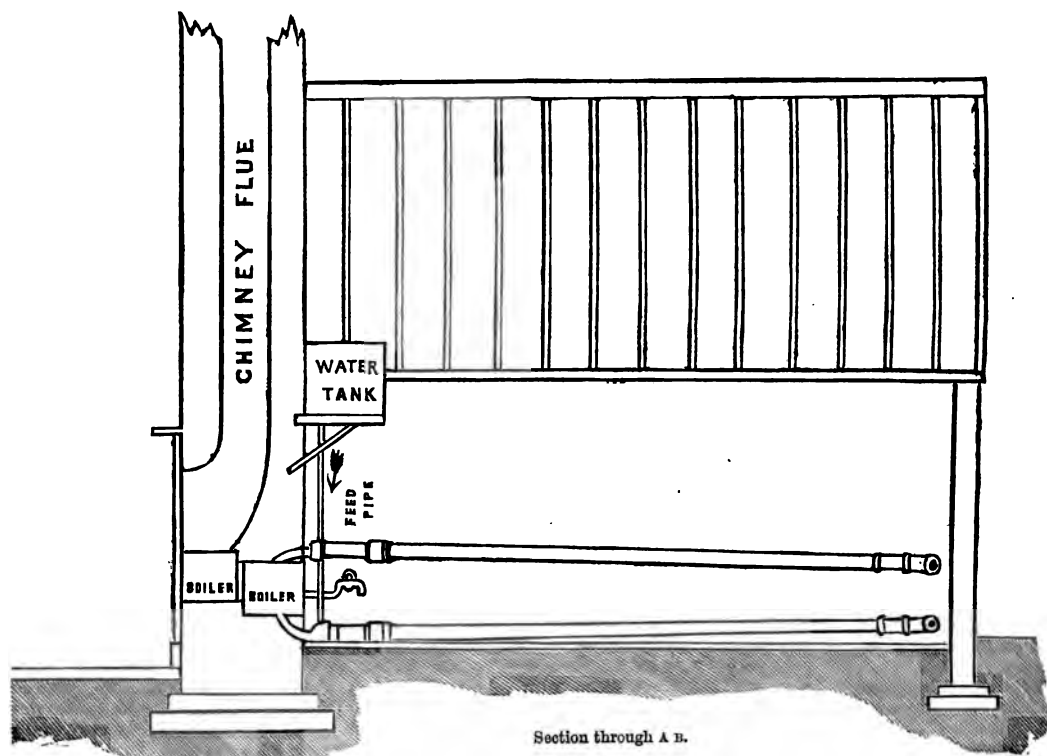 CHIMNEY FLUE
WATER
TANK
FEED
PIPE
BOILER
BOILER
Section through A B.